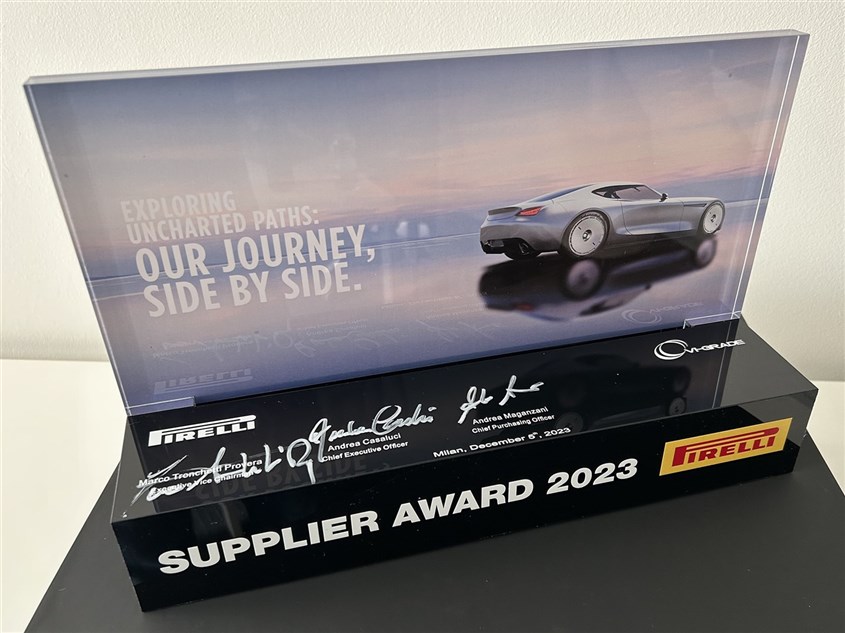 EXPLORING
UNCHARTED PATHS:
OUR JOURNEY,
SIDE BY SIDE.
VI-GRADE
PIRELLI
Marco Tronchetti Provera
Executive Vice Chairman
Andrea Casaluci
Chief Executive Officer
Andrea Maganzani
Chief Purchasing Officer
Milan, December 5th, 2023
SUPPLIER AWARD 2023
PIRELLI